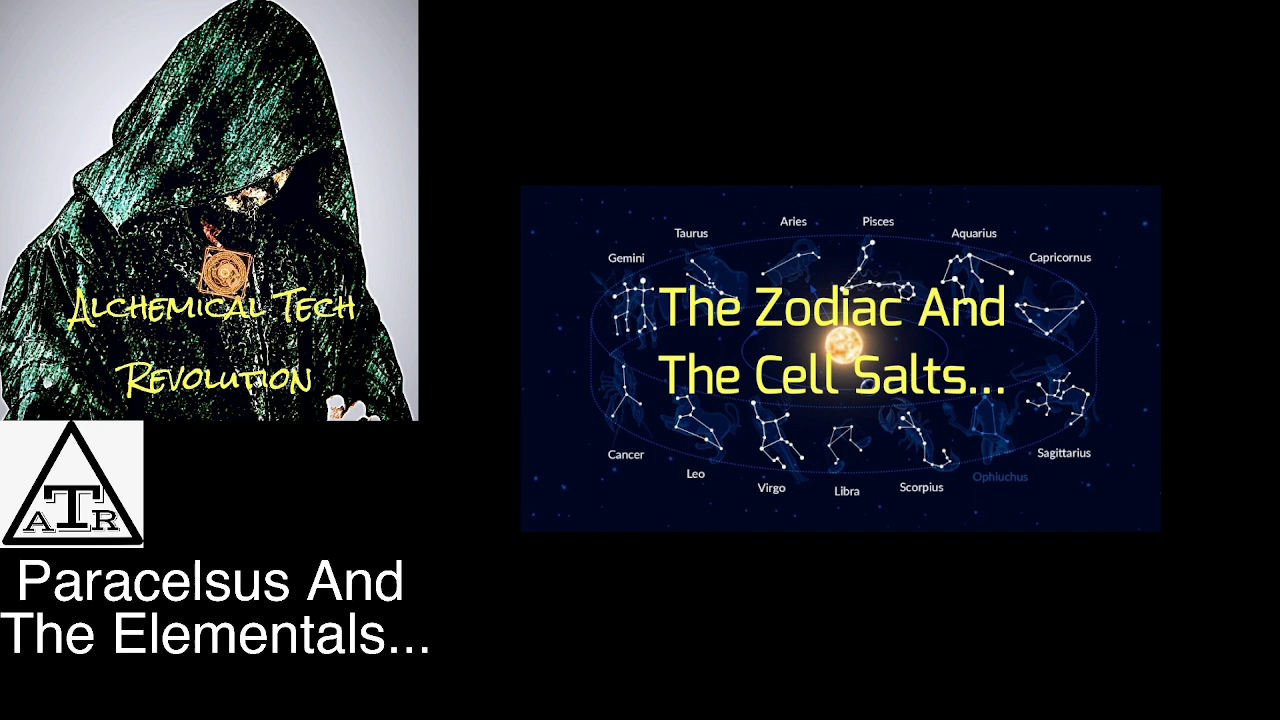 Alchemical Tech
Revolution
ATR
Paracelsus And
The Elementals...
Aries
Pisces
Taurus
Aquarius
Gemini
Capricornus
The Zodiac And
The Cell Salts...
Cancer
Sagittarius
Leo
Ophiuchus
Virgo
Libra
Scorpius